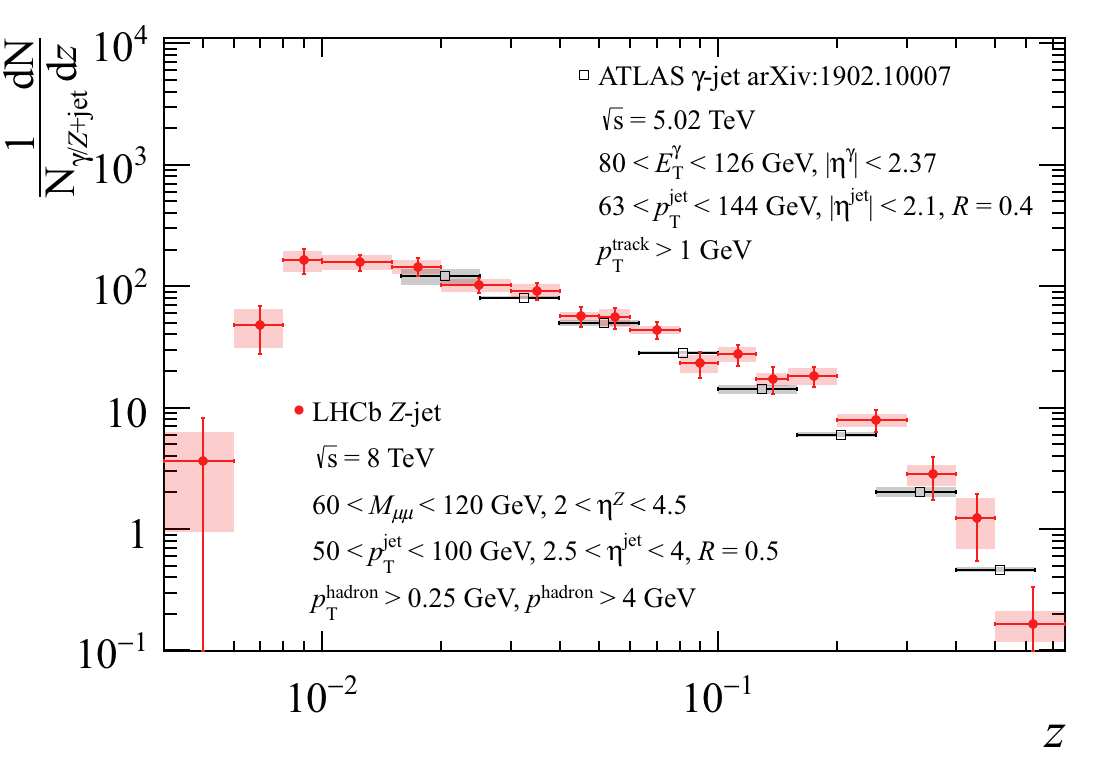 1 dN
N_{γ/Z+jet} dz
10^4
10^3
10^2
10
1
10^{−1}
ATLAS γ-jet arXiv:1902.10007
√s = 5.02 TeV
80 < E_T^γ < 126 GeV, |η^γ| < 2.37
63 < p_T^{jet} < 144 GeV, |η^{jet}| < 2.1, R = 0.4
p_T^{track} > 1 GeV
LHCb Z-jet
√s = 8 TeV
60 < M_{μμ} < 120 GeV, 2 < η^Z < 4.5
50 < p_T^{jet} < 100 GeV, 2.5 < η^{jet} < 4, R = 0.5
p_T^{hadron} > 0.25 GeV, p^{hadron} > 4 GeV
10^{−2} 10^{−1}
z